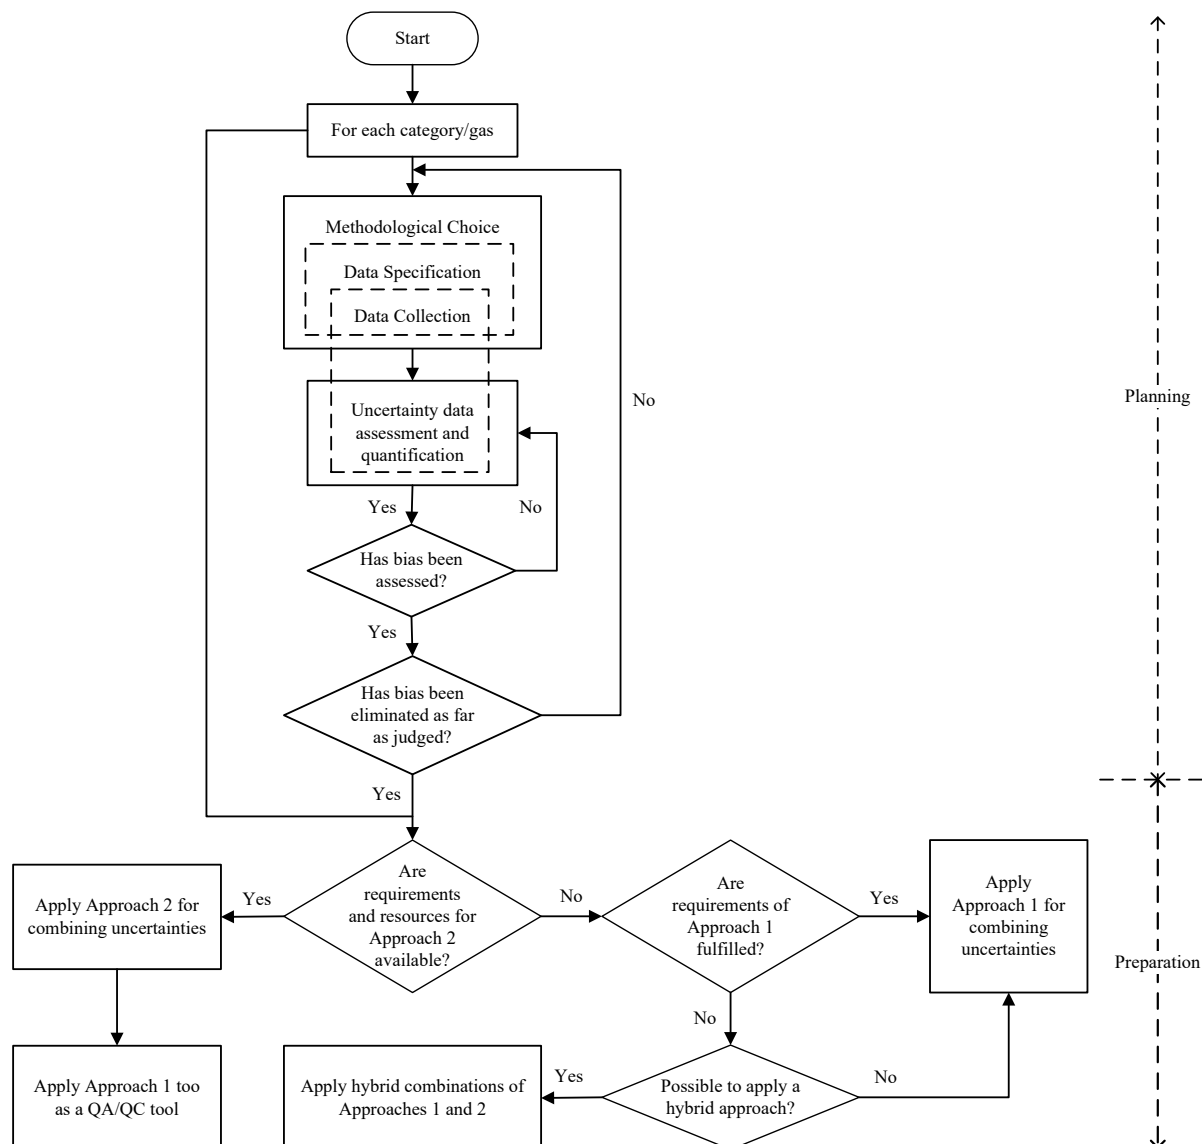 Start
For each category/gas
Methodological Choice
Data Specification
Data Collection
No
Planning
Uncertainty data
assessment and
quantification
Yes
No
Has bias been
assessed?
Yes
Has bias been
eliminated as far
as judged?
Yes
Apply Approach 2 for
combining uncertainties
Yes
Are
requirements
and resources for
Approach 2
available?
No
Are
requirements of
Approach 1
fulfilled?
Yes
Apply
Approach 1 for
combining
uncertainties
Preparation
No
Apply Approach 1 too
as a QA/QC tool
Apply hybrid combinations of
Approaches 1 and 2
Yes
Possible to apply a
hybrid approach?
No